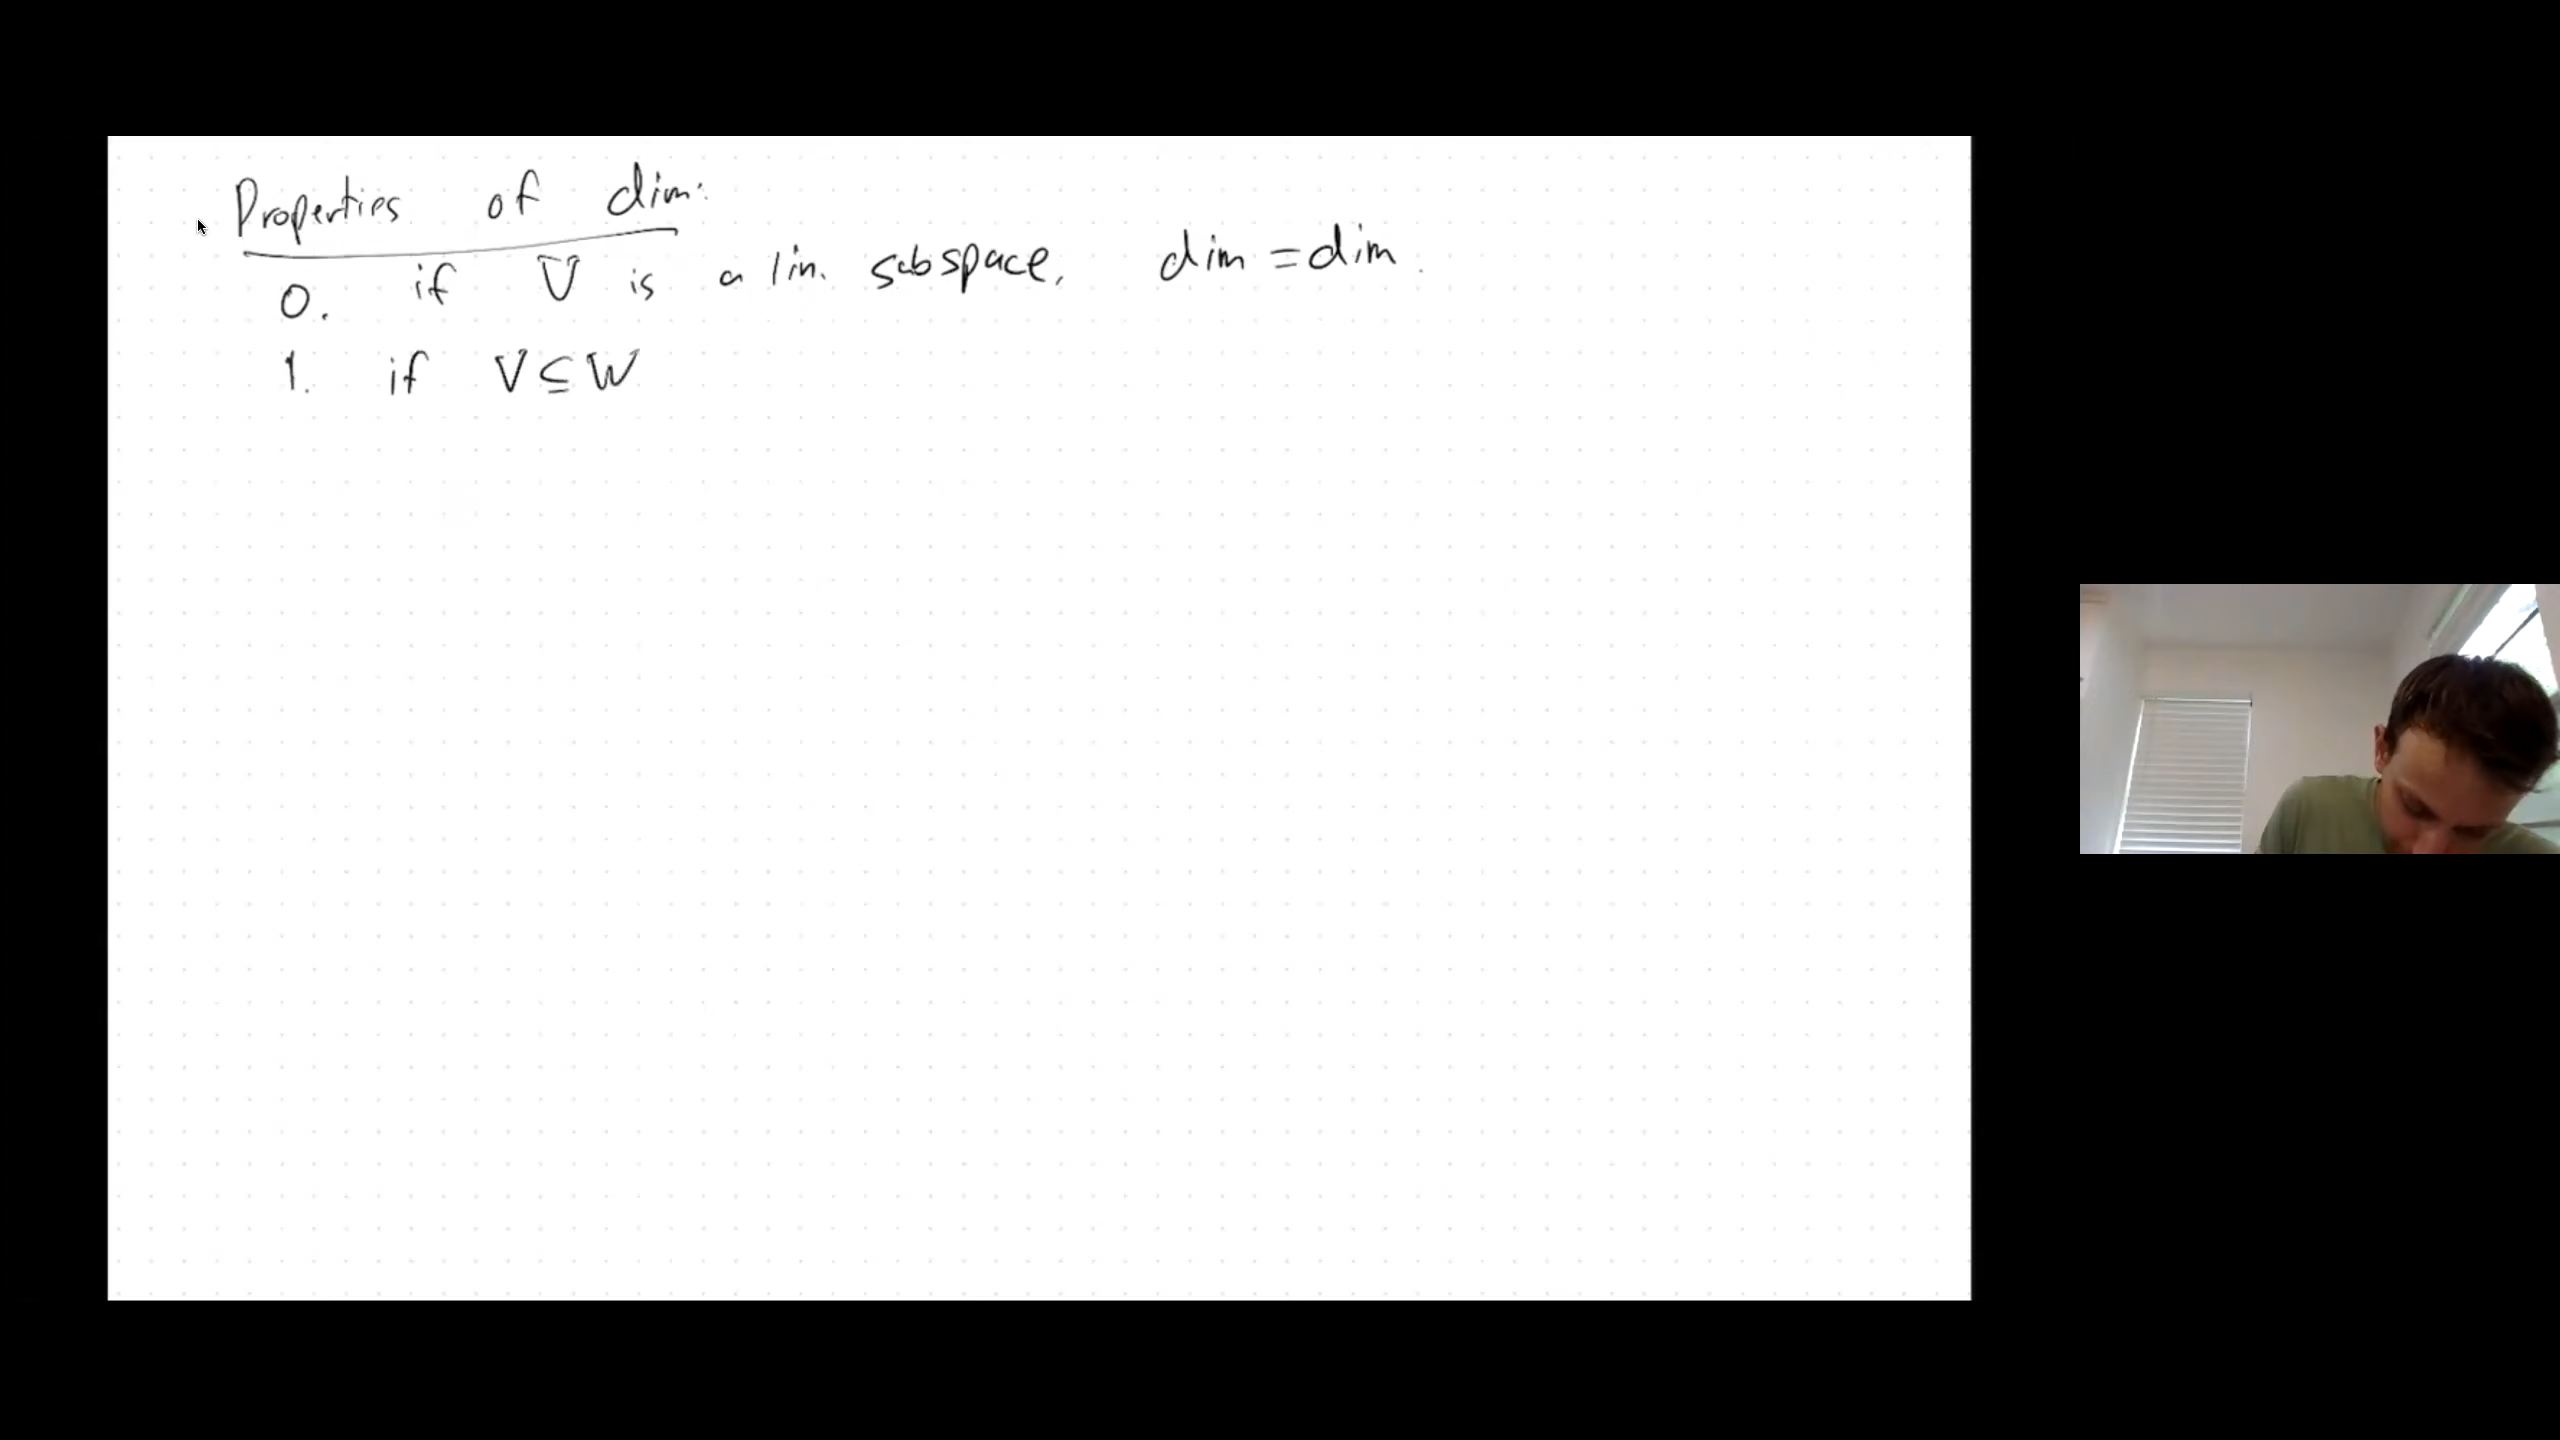 Properties of dim:
0. if V is a lin. subspace, dim = dim.
1. if V ⊆ W